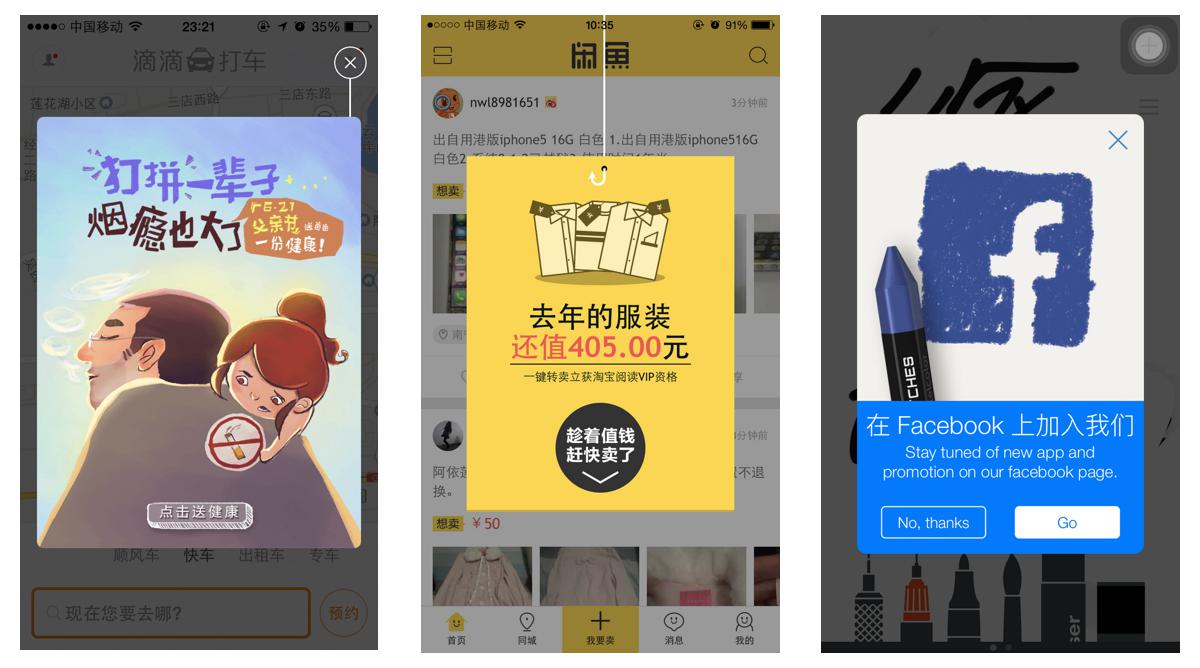 中国移动
23:21
35%
滴滴打车
莲花湖小区
三店西路
三店东路
打拼一辈子
烟瘾也大了
6·21
父亲节 送爸爸
一份健康!
点击送健康
顺风车 快车 出租车 专车
现在您要去哪?
预约
中国移动
10:35
91%
闲鱼
nwl8981651
3分钟前
出自用港版iphone5 16G 白色 1.出自用港版iphone516G
白色2
想卖
去年的服装
还值405.00元
一键转卖立获淘宝阅读VIP资格
趁着值钱
赶快卖了
分钟前
阿依莲
不退
换。
想卖
¥50
首页
同城
我要卖
消息
我的
TCHES
在 Facebook 上加入我们
Stay tuned of new app and
promotion on our facebook page.
No, thanks
Go
ser